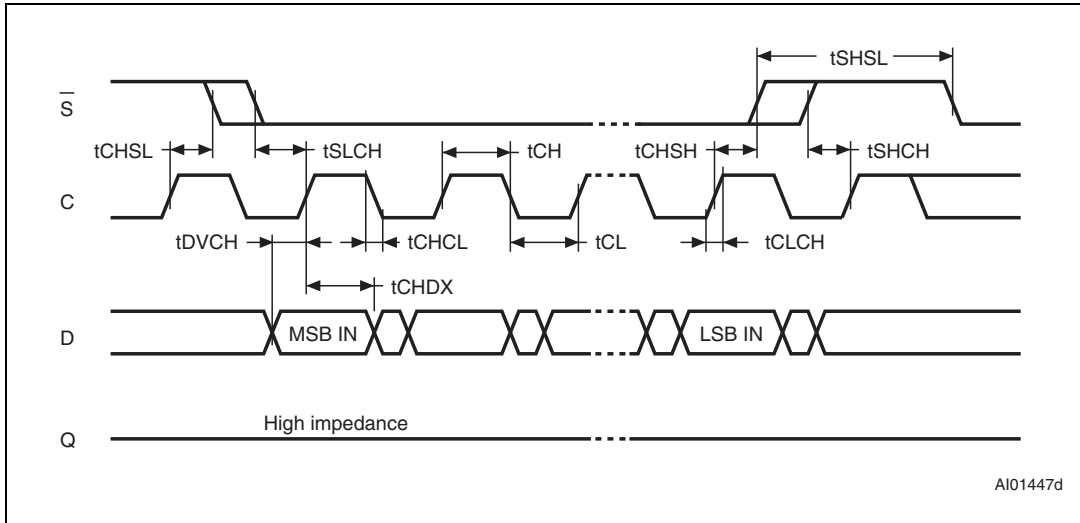 tSHSL
S
tCHSL
tSLCH
tCH
tCHSH
tSHCH
C
tDVCH
tCHCL
tCL
tCLCH
tCHDX
D
MSB IN
LSB IN
High impedance
Q
AI01447d